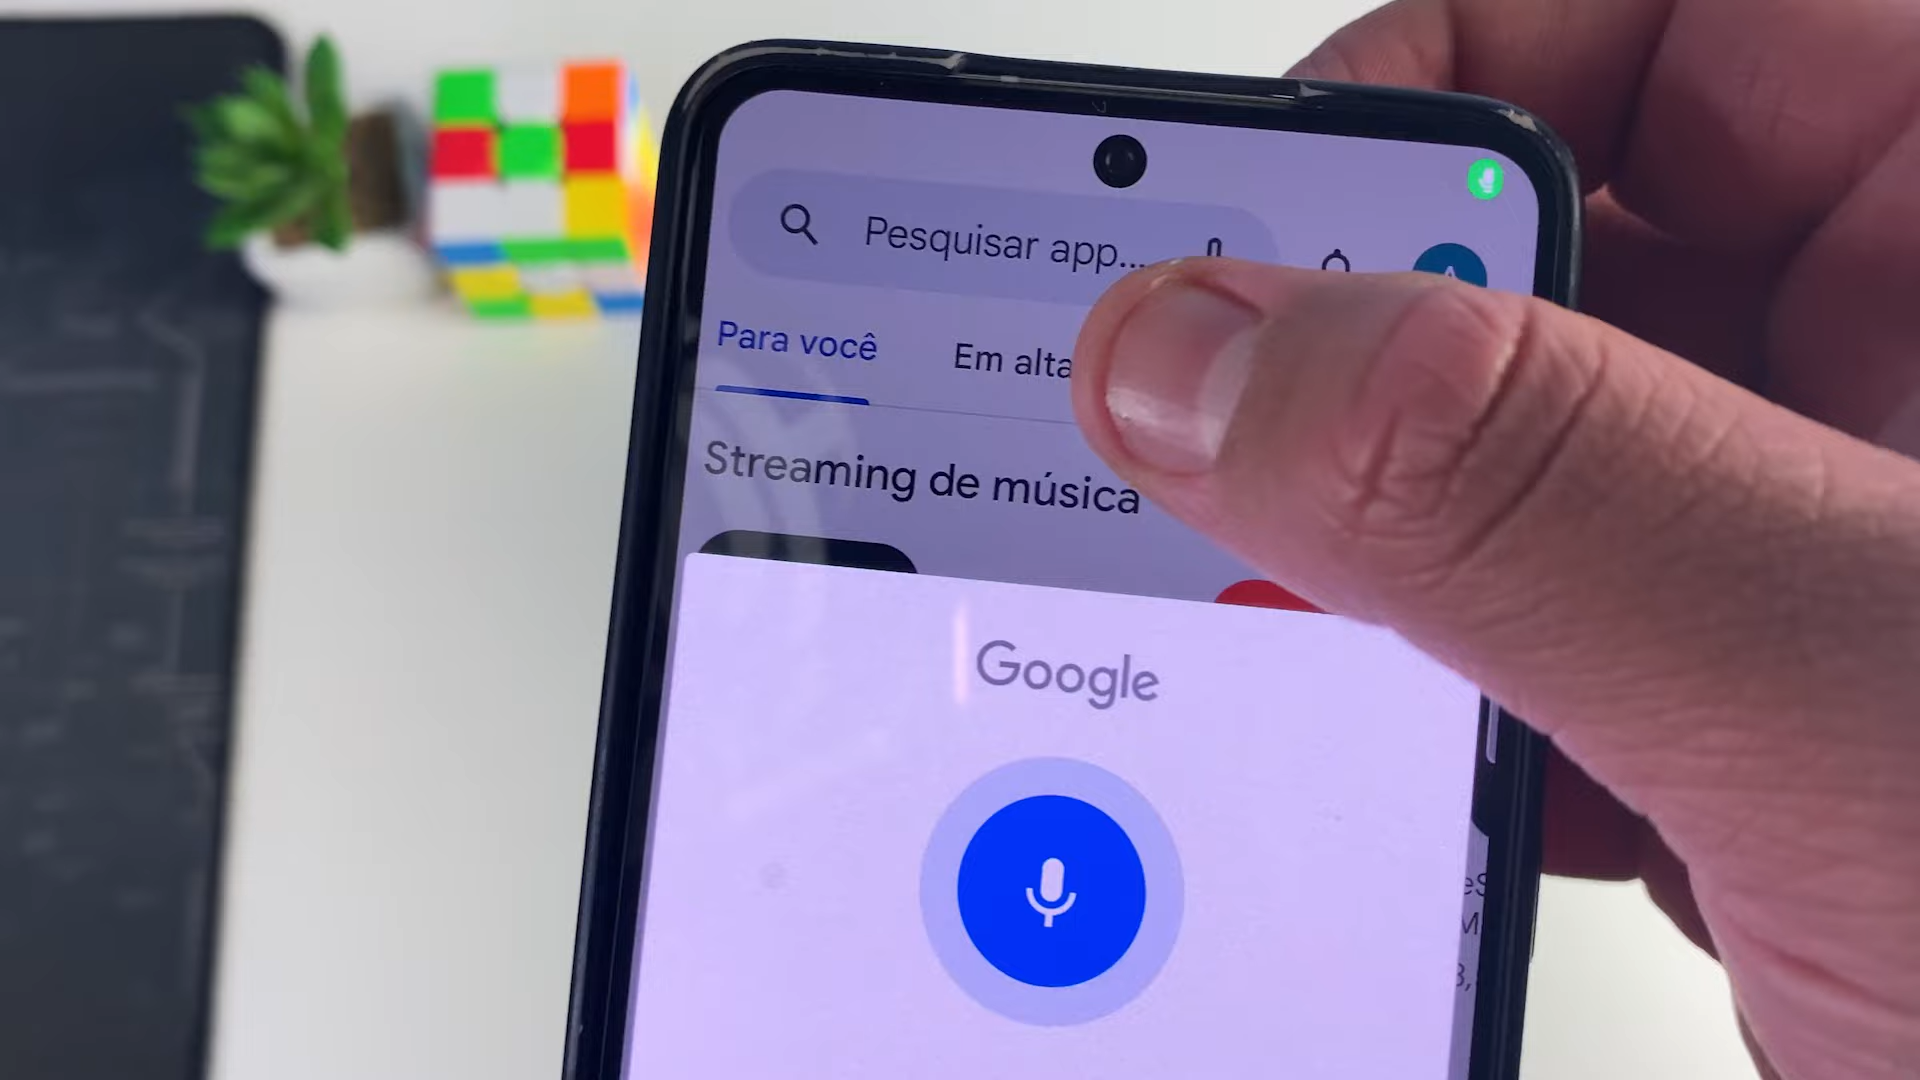 Pesquisar app...
Para você
Em alta
Streaming de música
Google